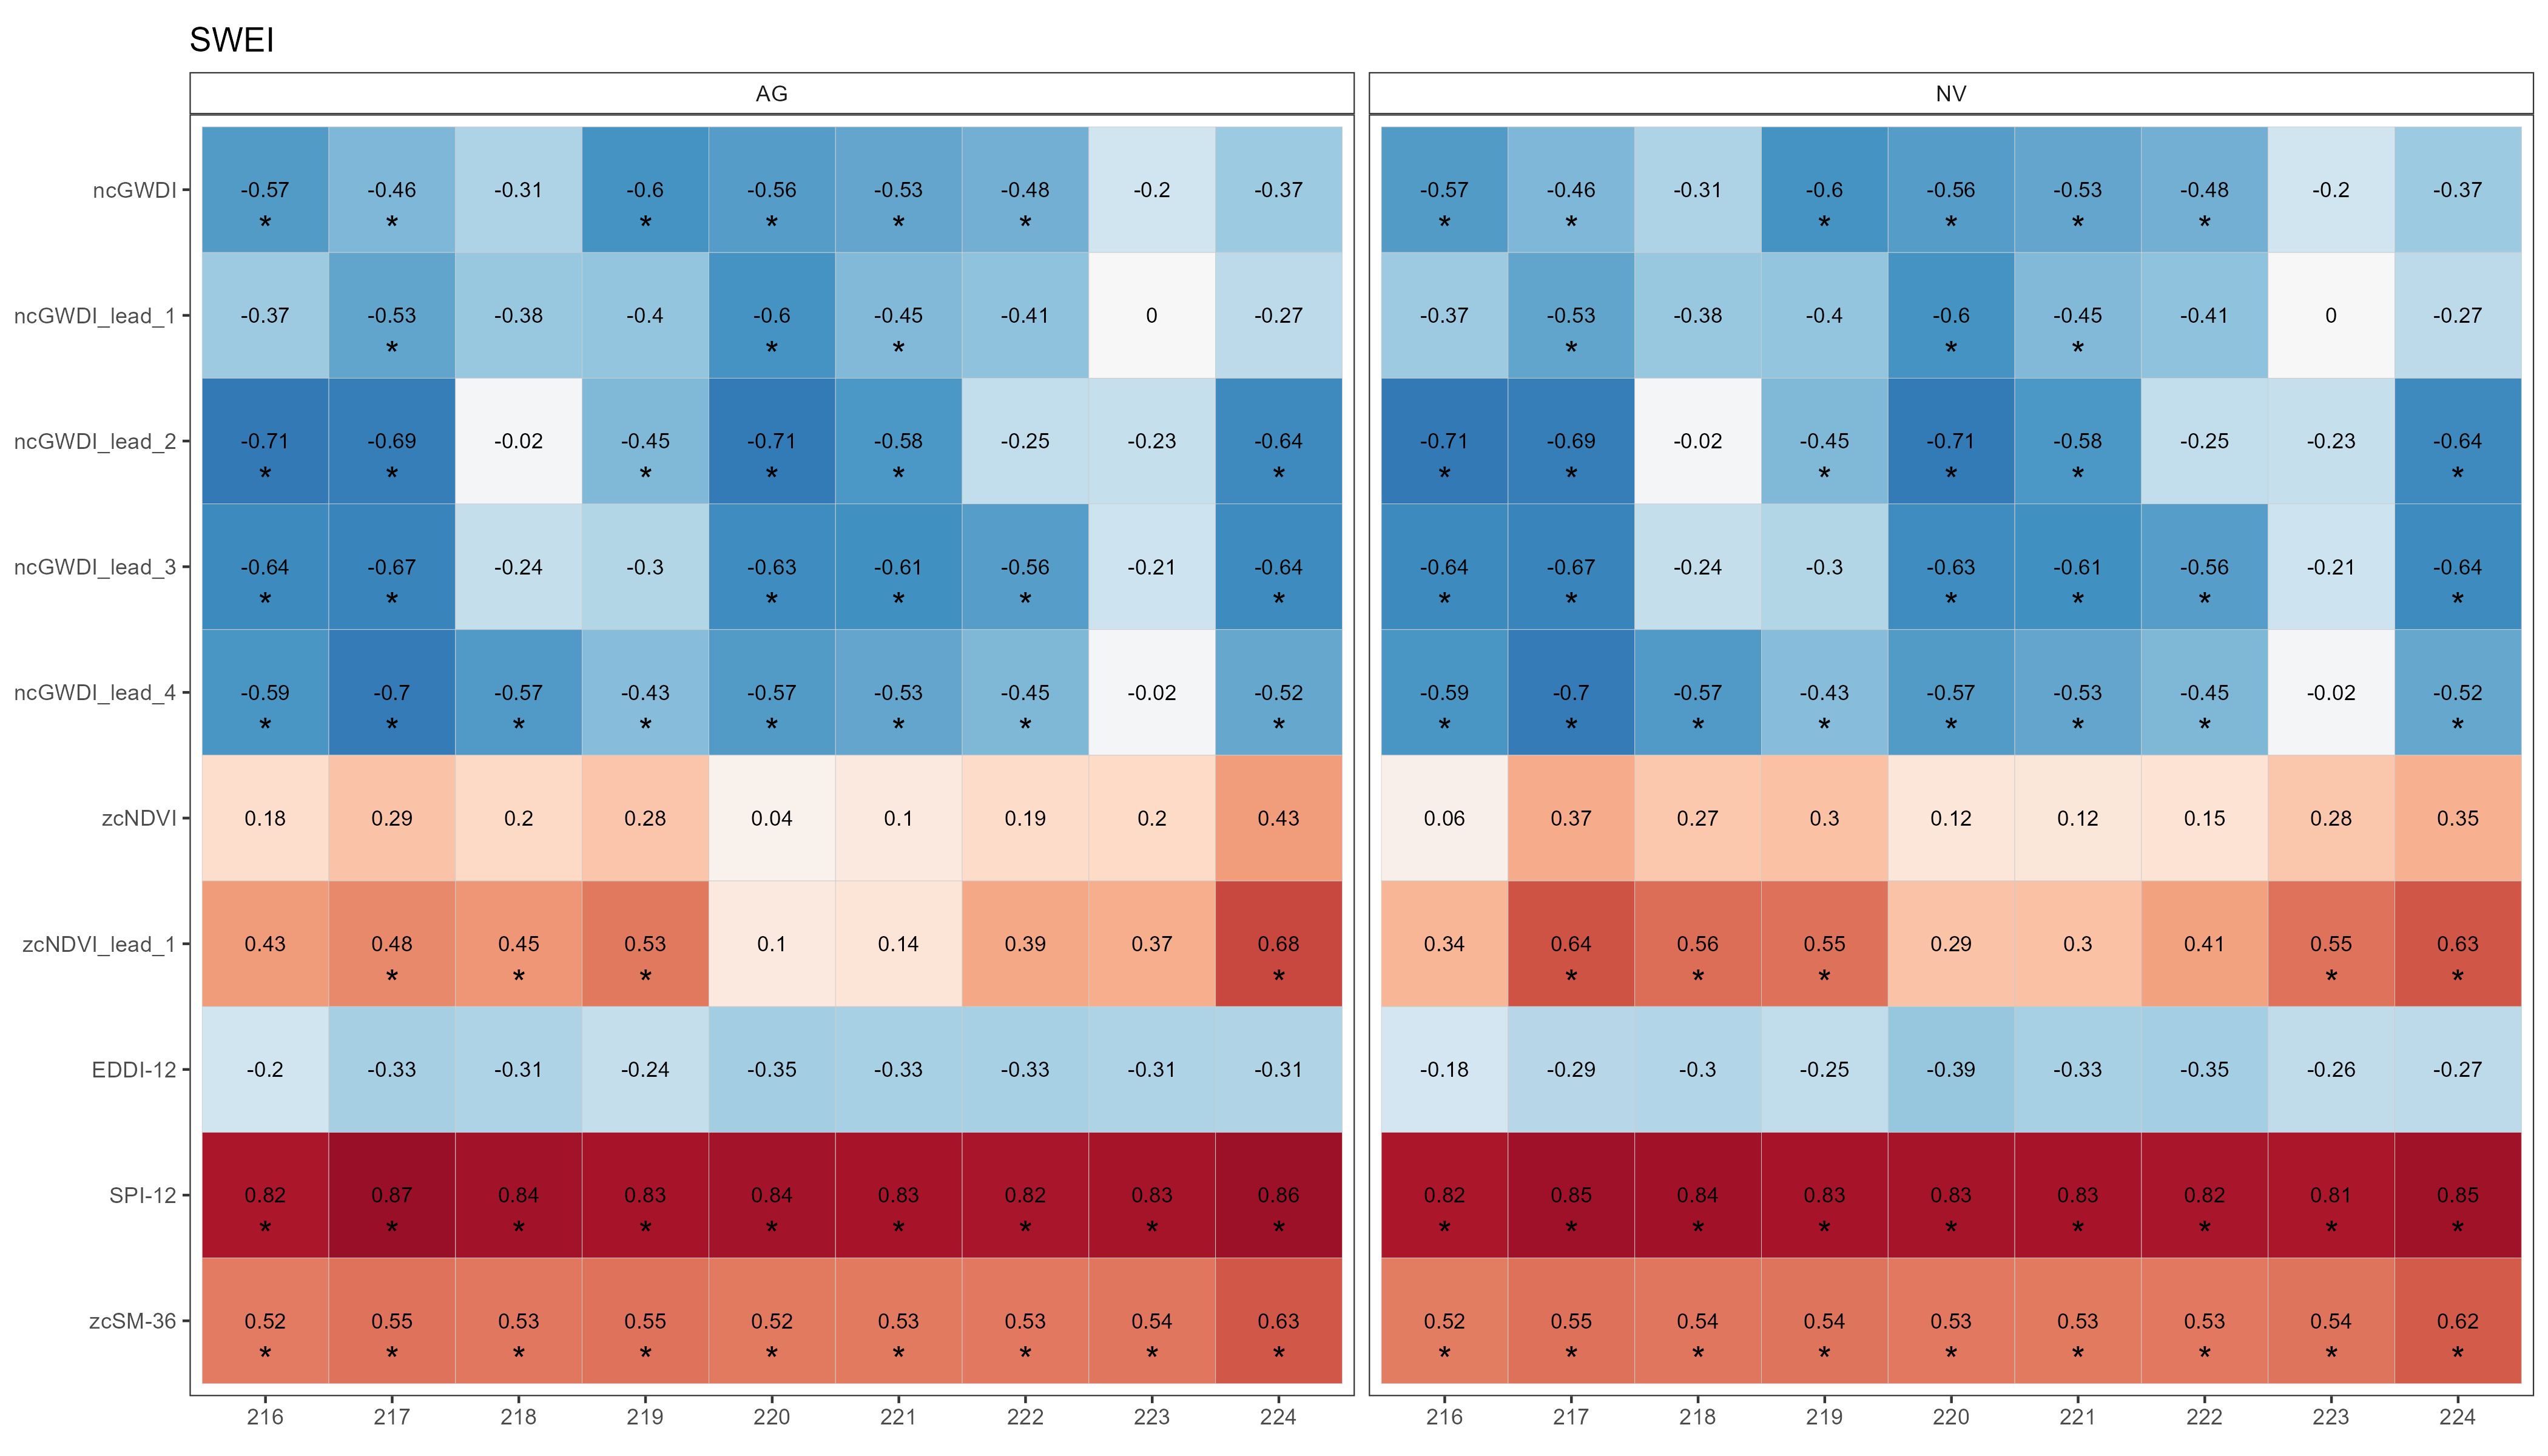 SWEI
AG NV
ncGWDI -0.57 -0.46 -0.31 -0.6 -0.56 -0.53 -0.48 -0.2 -0.37 -0.57 -0.46 -0.31 -0.6 -0.56 -0.53 -0.48 -0.2 -0.37
* * * * * * * * * * * *
ncGWDI_lead_1 -0.37 -0.53 -0.38 -0.4 -0.6 -0.45 -0.41 0 -0.27 -0.37 -0.53 -0.38 -0.4 -0.6 -0.45 -0.41 0 -0.27
* * * * * *
ncGWDI_lead_2 -0.71 -0.69 -0.02 -0.45 -0.71 -0.58 -0.25 -0.23 -0.64 -0.71 -0.69 -0.02 -0.45 -0.71 -0.58 -0.25 -0.23 -0.64
* * * * * * * * * * * *
ncGWDI_lead_3 -0.64 -0.67 -0.24 -0.3 -0.63 -0.61 -0.56 -0.21 -0.64 -0.64 -0.67 -0.24 -0.3 -0.63 -0.61 -0.56 -0.21 -0.64
* * * * * * * * * * * *
ncGWDI_lead_4 -0.59 -0.7 -0.57 -0.43 -0.57 -0.53 -0.45 -0.02 -0.52 -0.59 -0.7 -0.57 -0.43 -0.57 -0.53 -0.45 -0.02 -0.52
* * * * * * * * * * * * * * * *
zcNDVI 0.18 0.29 0.2 0.28 0.04 0.1 0.19 0.2 0.43 0.06 0.37 0.27 0.3 0.12 0.12 0.15 0.28 0.35
zcNDVI_lead_1 0.43 0.48 0.45 0.53 0.1 0.14 0.39 0.37 0.68 0.34 0.64 0.56 0.55 0.29 0.3 0.41 0.55 0.63
* * * * * * * * *
EDDI-12 -0.2 -0.33 -0.31 -0.24 -0.35 -0.33 -0.33 -0.31 -0.31 -0.18 -0.29 -0.3 -0.25 -0.39 -0.33 -0.35 -0.26 -0.27
SPI-12 0.82 0.87 0.84 0.83 0.84 0.83 0.82 0.83 0.86 0.82 0.85 0.84 0.83 0.83 0.83 0.82 0.81 0.85
* * * * * * * * * * * * * * * * * *
zcSM-36 0.52 0.55 0.53 0.55 0.52 0.53 0.53 0.54 0.63 0.52 0.55 0.54 0.54 0.53 0.53 0.53 0.54 0.62
* * * * * * * * * * * * * * * * * *
216 217 218 219 220 221 222 223 224 216 217 218 219 220 221 222 223 224